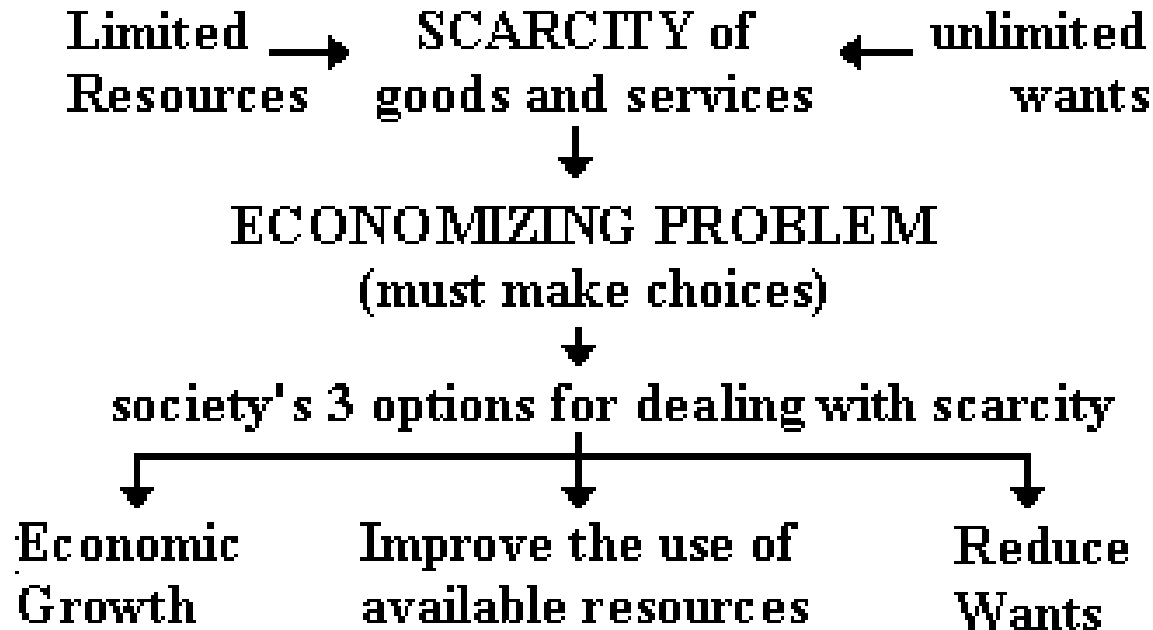 Limited
Resources
SCARCITY of
goods and services
unlimited
wants
ECONOMIZING PROBLEM
(must make choices)
society's 3 options for dealing with scarcity
Economic
Growth
Improve the use of
available resources
Reduce
Wants